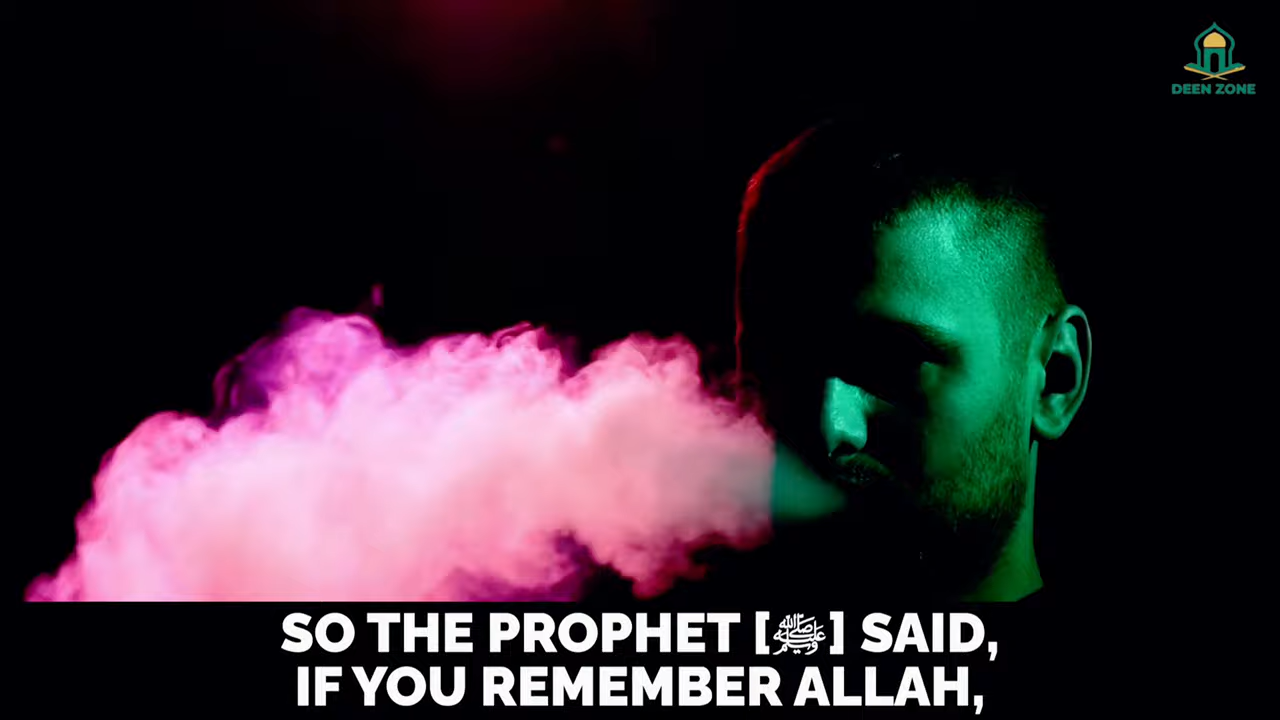 DEEN ZONE
SO THE PROPHET [ﷺ] SAID,
IF YOU REMEMBER ALLAH,